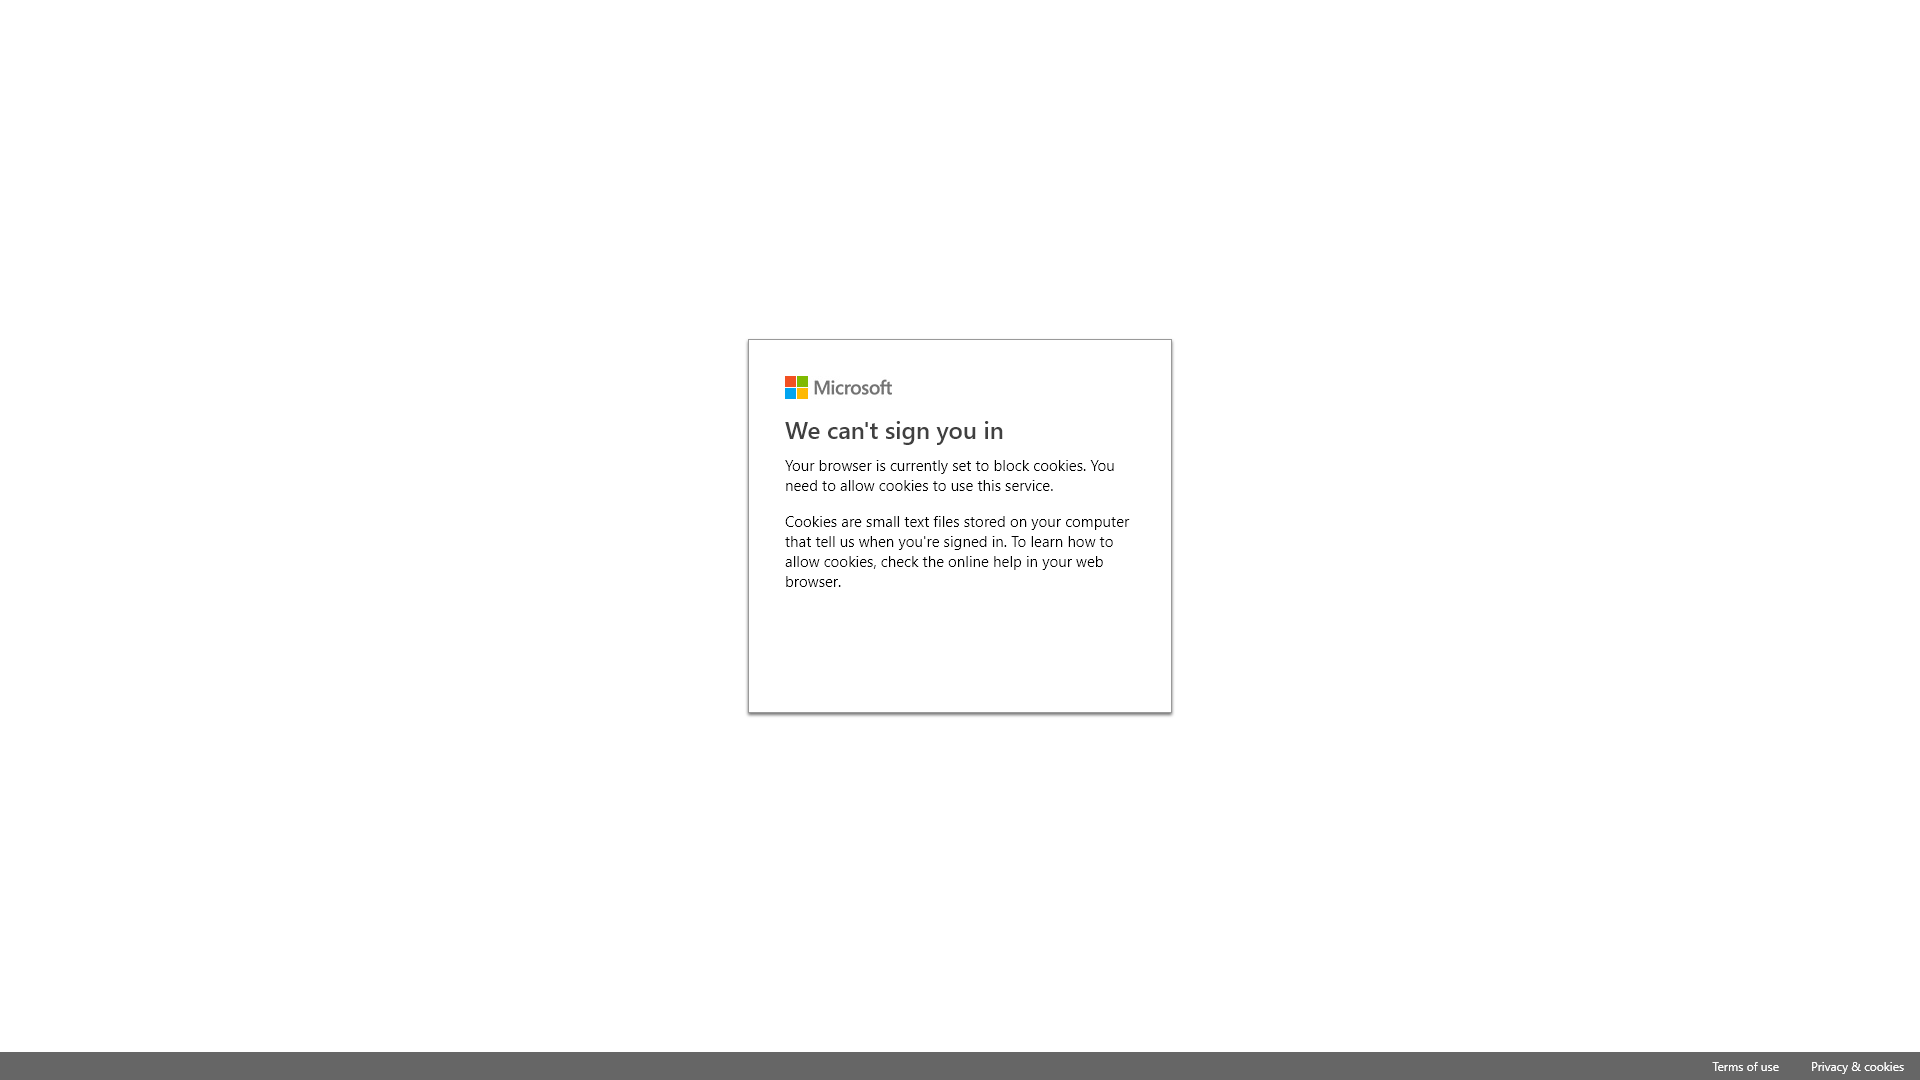 Microsoft
We can't sign you in
Your browser is currently set to block cookies. You
need to allow cookies to use this service.
Cookies are small text files stored on your computer
that tell us when you're signed in. To learn how to
allow cookies, check the online help in your web
browser.
Terms of use Privacy & cookies